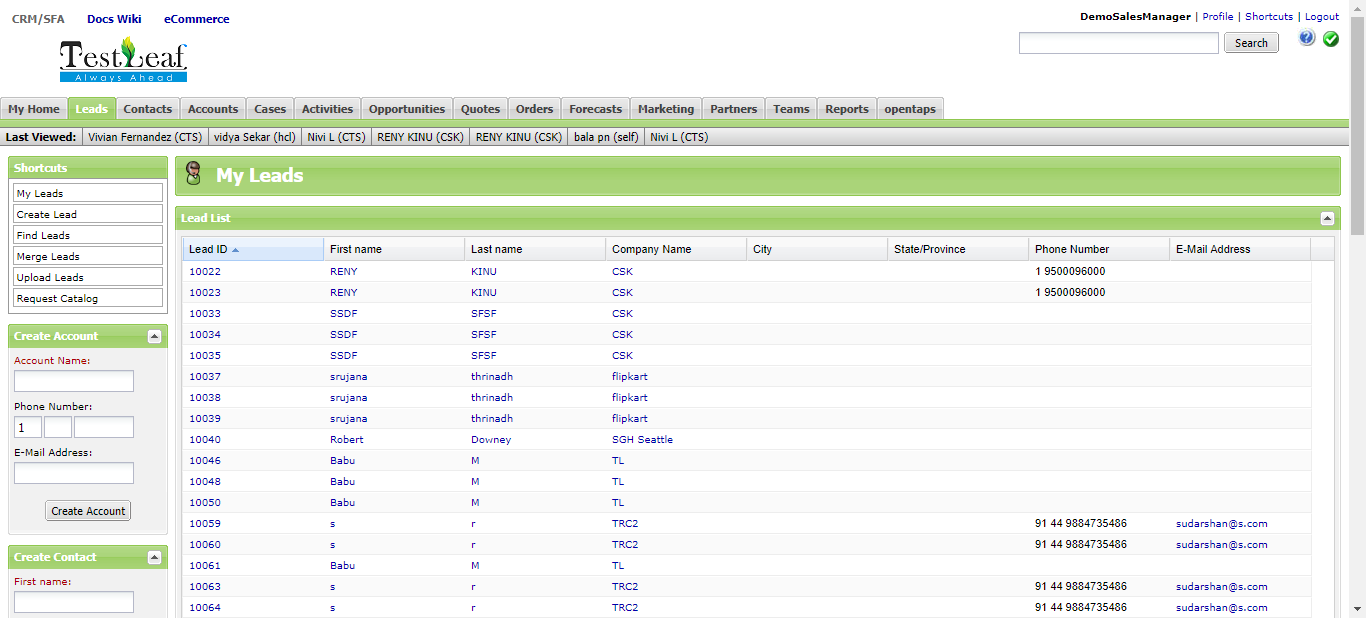 CRM/SFA Docs Wiki eCommerce
DemoSalesManager | Profile | Shortcuts | Logout
TestLeaf
Always Ahead
Search
My Home Leads Contacts Accounts Cases Activities Opportunities Quotes Orders Forecasts Marketing Partners Teams Reports opentaps
Last Viewed: Vivian Fernandez (CTS) vidya Sekar (hcl) Nivi L (CTS) RENY KINU (CSK) RENY KINU (CSK) bala pn (self) Nivi L (CTS)
Shortcuts
My Leads
Create Lead
Find Leads
Merge Leads
Upload Leads
Request Catalog
Create Account
Account Name:
Phone Number:
1
E-Mail Address:
Create Account
Create Contact
First name:
My Leads
Lead List
Lead ID First name Last name Company Name City State/Province Phone Number E-Mail Address
10022 RENY KINU CSK 1 9500096000
10023 RENY KINU CSK 1 9500096000
10033 SSDF SFSF CSK
10034 SSDF SFSF CSK
10035 SSDF SFSF CSK
10037 srujana thrinadh flipkart
10038 srujana thrinadh flipkart
10039 srujana thrinadh flipkart
10040 Robert Downey SGH Seattle
10046 Babu M TL
10048 Babu M TL
10050 Babu M TL
10059 s r TRC2 91 44 9884735486 sudarshan@s.com
10060 s r TRC2 91 44 9884735486 sudarshan@s.com
10061 Babu M TL
10063 s r TRC2 91 44 9884735486 sudarshan@s.com
10064 s r TRC2 91 44 9884735486 sudarshan@s.com